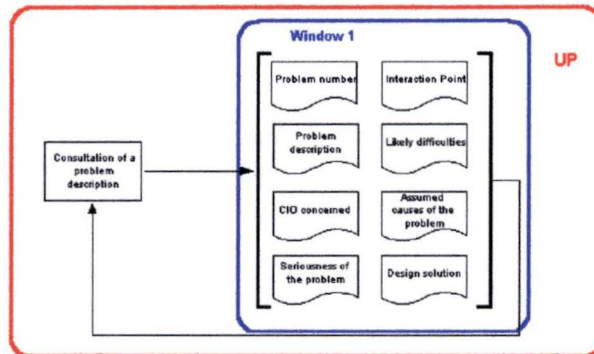 Window 1
UP
Problem number
Interaction Point
Problem
description
Likely difficulties
Consultation of a
problem
description
CIO concerned
Assumed
causes of the
problem
Seriousness of
the problem
Design solution